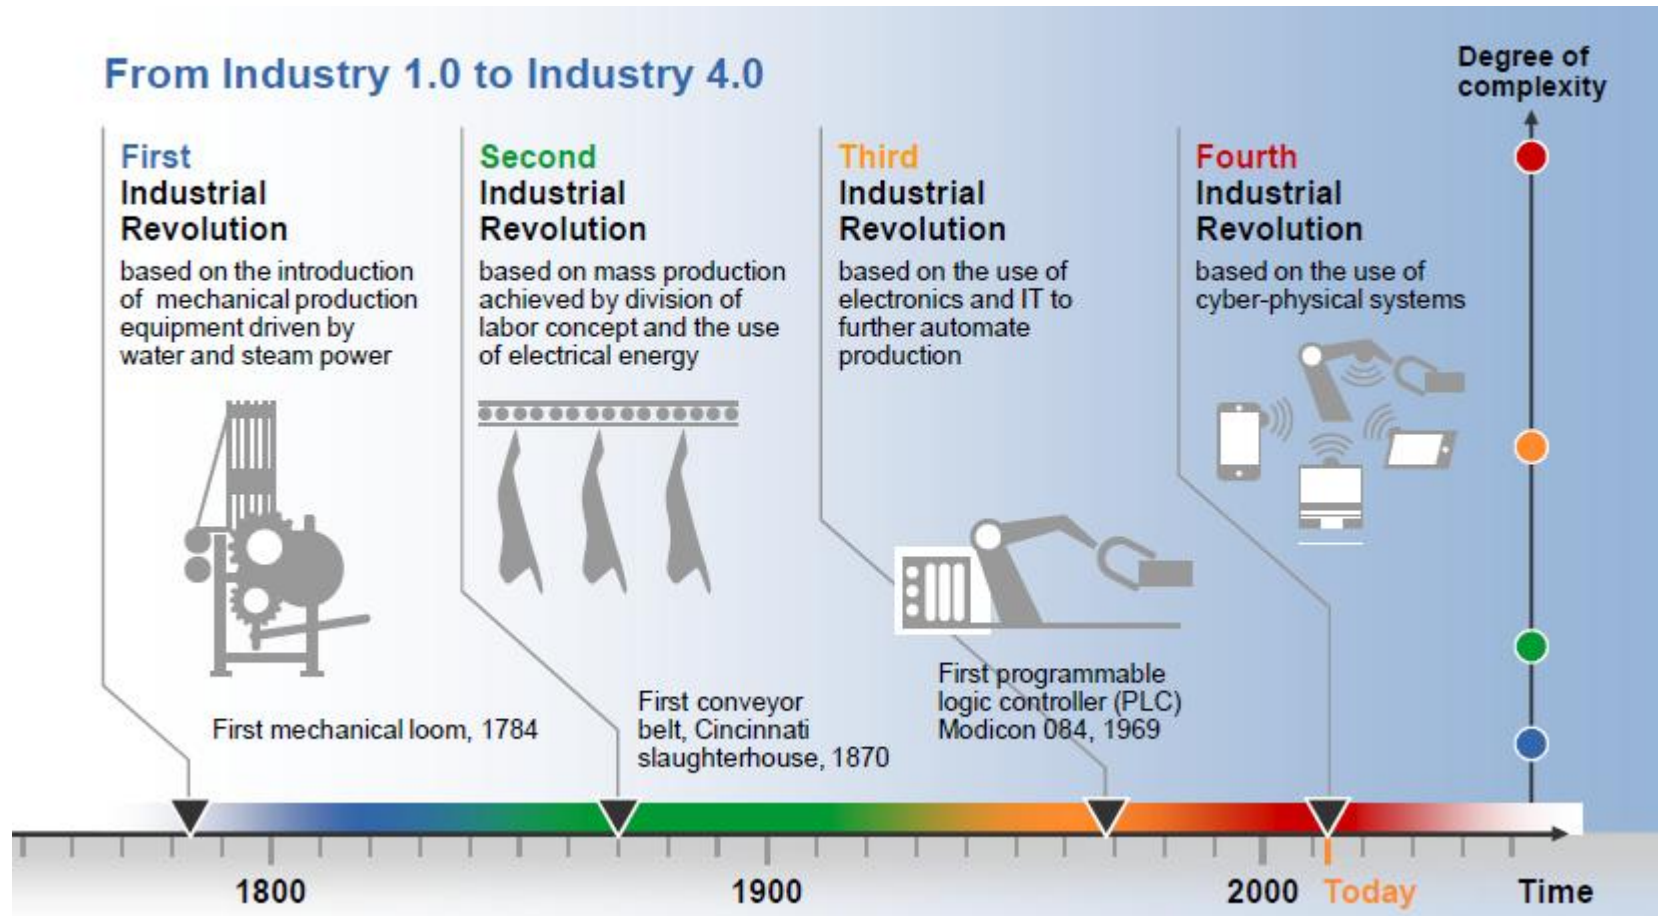 From Industry 1.0 to Industry 4.0
Degree of
complexity
First
Industrial
Revolution
based on the introduction
of mechanical production
equipment driven by
water and steam power
First mechanical loom, 1784
Second
Industrial
Revolution
based on mass production
achieved by division of
labor concept and the use
of electrical energy
First conveyor
belt, Cincinnati
slaughterhouse, 1870
Third
Industrial
Revolution
based on the use of
electronics and IT to
further automate
production
First programmable
logic controller (PLC)
Modicon 084, 1969
Fourth
Industrial
Revolution
based on the use of
cyber-physical systems
1800
1900
2000
Today
Time